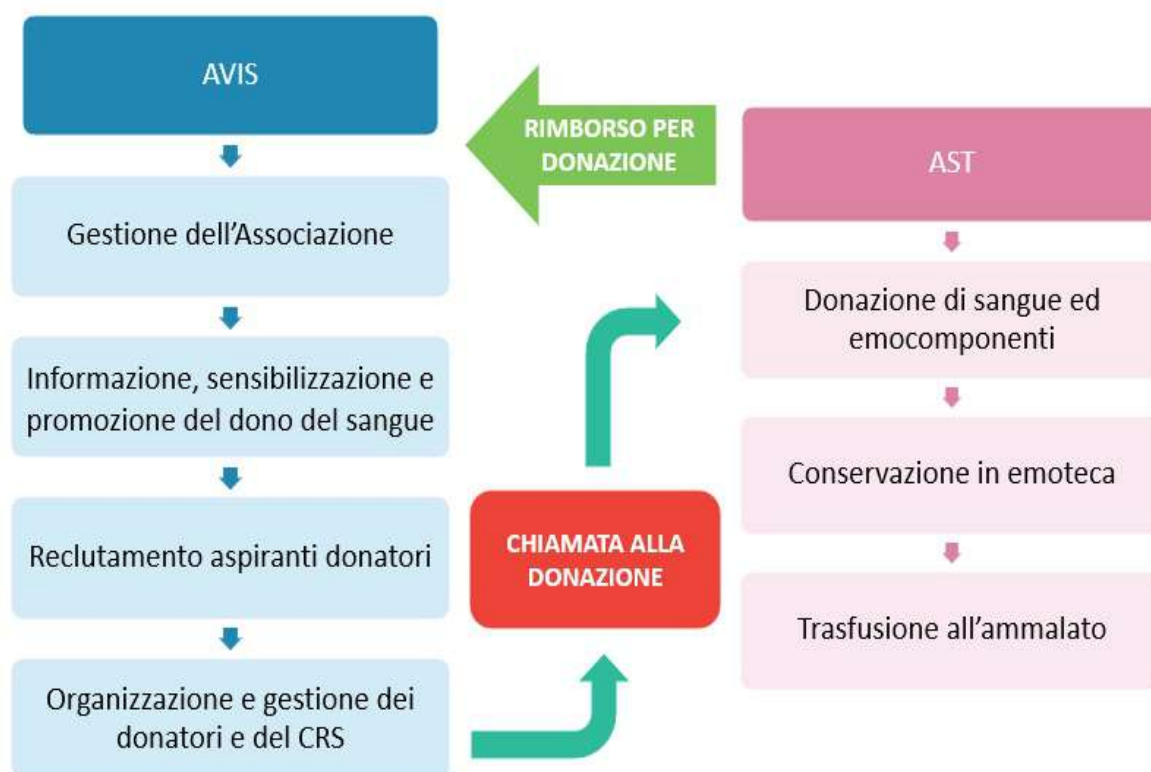 AVIS
Gestione dell'Associazione
Informazione, sensibilizzazione e
promozione del dono del sangue
Reclutamento aspiranti donatori
Organizzazione e gestione dei
donatori e del CRS
RIMBORSO PER
DONAZIONE
CHIAMATA ALLA
DONAZIONE
AST
Donazione di sangue ed
emocomponenti
Conservazione in emoteca
Trasfusione all'ammalato